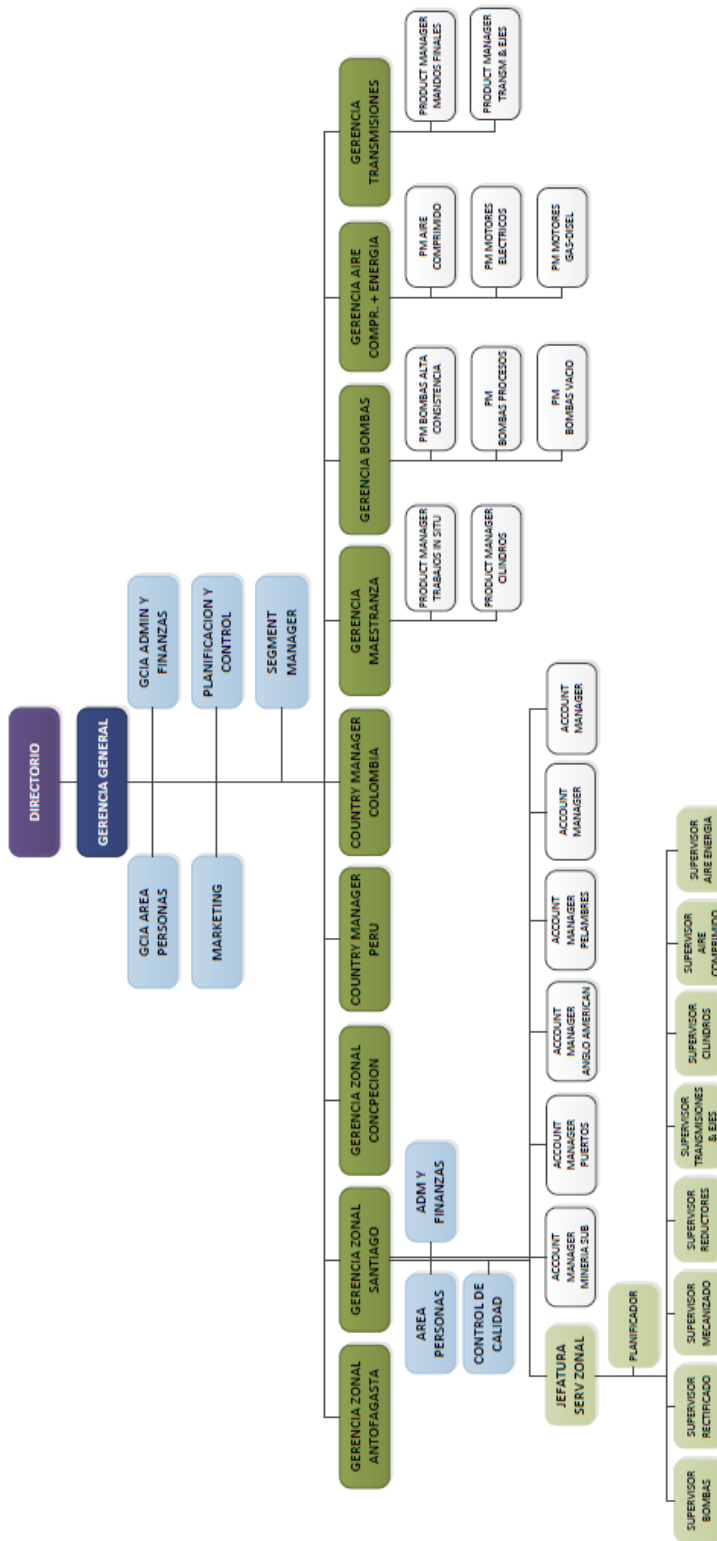 DIRECTORIO
GERENCIA GENERAL
GCIA AREA
PERSONAS
GCIA ADMIN Y
FINANZAS
MARKETING
PLANIFICACION Y
CONTROL
SEGMENT
MANAGER
GERENCIA ZONAL
ANTOFAGASTA
GERENCIA ZONAL
SANTIAGO
GERENCIA ZONAL
CONCPECION
COUNTRY MANAGER
PERU
COUNTRY MANAGER
COLOMBIA
GERENCIA
MAESTRANZA
GERENCIA BOMBAS
GERENCIA AIRE
COMPR. + ENERGIA
GERENCIA
TRANSMISIONES
AREA
PERSONAS
ADM Y
FINANZAS
CONTROL DE
CALIDAD
PRODUCT MANAGER
TRABAJOS IN SITU
PRODUCT MANAGER
CILINDROS
PM BOMBAS ALTA
CONSISTENCIA
PM
BOMBAS PROCESOS
PM
BOMBAS VACIO
PM AIRE
COMPRIMIDO
PM MOTORES
ELECTRICOS
PM MOTORES
GAS-DISEL
PRODUCT MANAGER
MANDOS FINALES
PRODUCT MANAGER
TRANSM & EJES
JEFATURA
SERV ZONAL
ACCOUNT
MANAGER
MINERIA SUB
ACCOUNT
MANAGER
PUERTOS
ACCOUNT
MANAGER
ANGLO AMERICAN
ACCOUNT
MANAGER
PELAMBRES
ACCOUNT
MANAGER
ACCOUNT
MANAGER
PLANIFICADOR
SUPERVISOR
BOMBAS
SUPERVISOR
RECTIFICADO
SUPERVISOR
MECANIZADO
SUPERVISOR
REDUCTORES
SUPERVISOR
TRANSMISIONES
& EJES
SUPERVISOR
CILINDROS
SUPERVISOR
AIRE
COMPRIMIDO
SUPERVISOR
AIRE ENERGIA